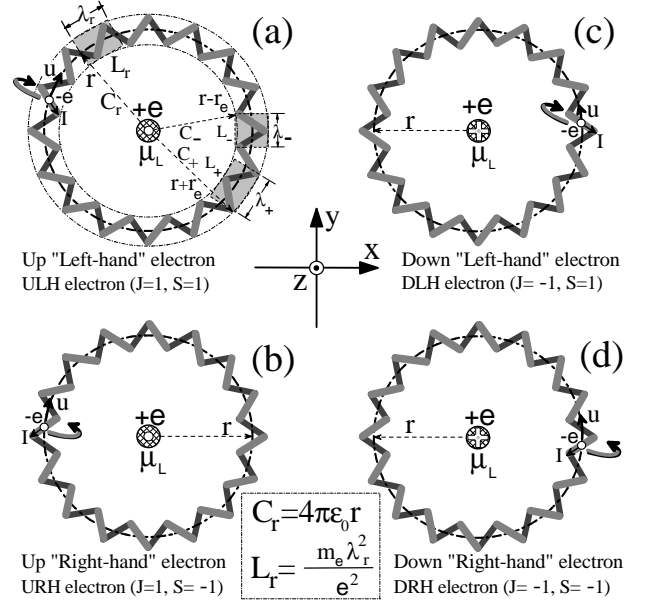 (a)
λr
r
Lr
Cr
u
-e
I
+e
μL
r-re
C-
L-
λ-
C+
L+
r+re
λ+
Up "Left-hand" electron
ULH electron (J=1, S=1)
(c)
r
+e
μL
u
-e
I
Down "Left-hand" electron
DLH electron (J= -1, S=1)
y
x
z
(b)
-e
u
I
+e
μL
r
Up "Right-hand" electron
URH electron (J=1, S= -1)
(d)
r
+e
μL
u
-e
I
Down "Right-hand" electron
DRH electron (J= -1, S= -1)
Cr=4πε0r
Lr= meλr²/e²